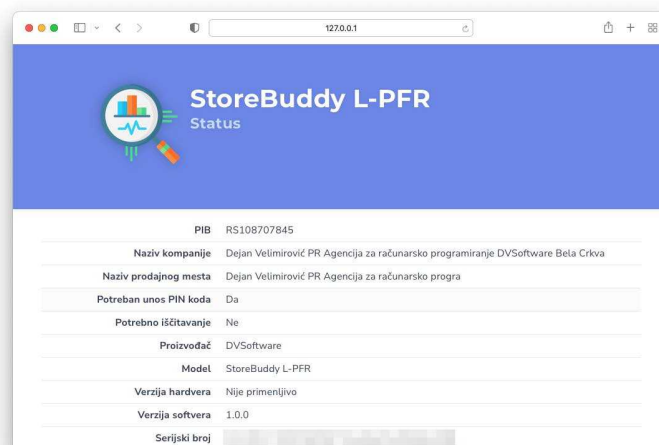 127.0.0.1
StoreBuddy L-PFR
Status
PIB RS108707845
Naziv kompanije Dejan Velimirović PR Agencija za računarsko programiranje DVSoftware Bela Crkva
Naziv prodajnog mesta Dejan Velimirović PR Agencija za računarsko progra
Potreban unos PIN koda Da
Potrebno iščitavanje Ne
Proizvođač DVSoftware
Model StoreBuddy L-PFR
Verzija hardvera Nije primenljivo
Verzija softvera 1.0.0
Serijski broj